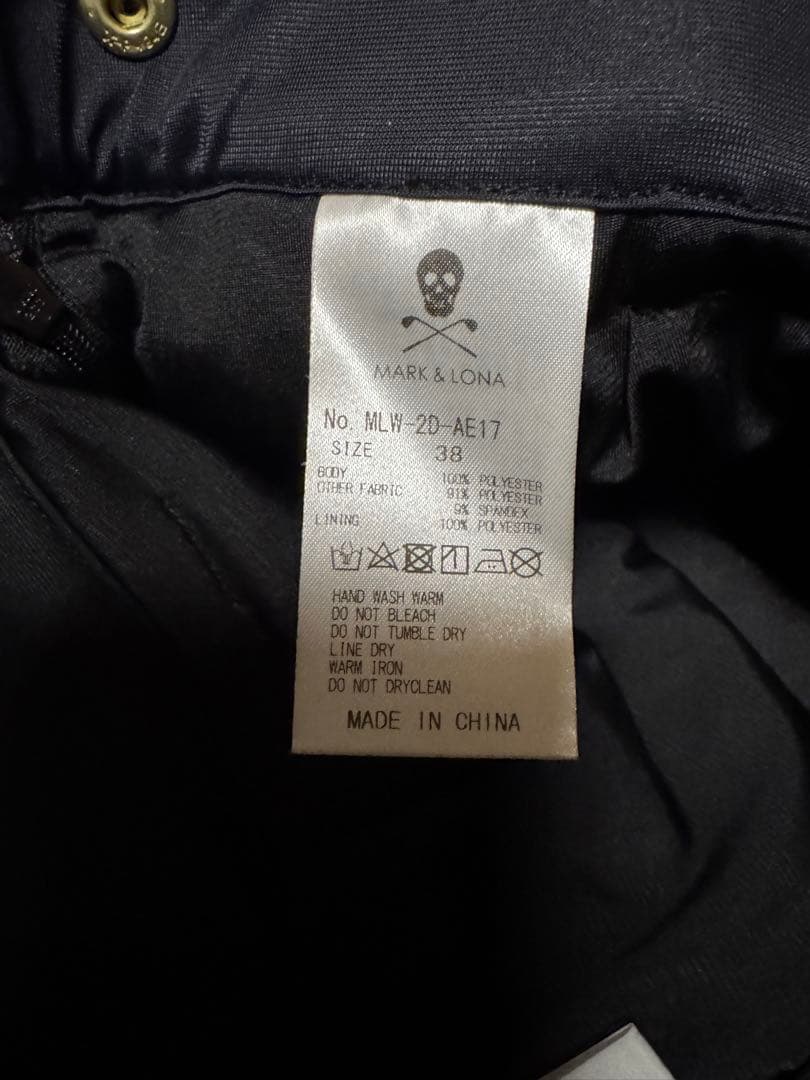 MARK & LONA
No. MLW-2D-AE17
SIZE 38
BODY 100% POLYESTER
OTHER FABRIC 91% POLYESTER
9% SPANDEX
LINING 100% POLYESTER
HAND WASH WARM
DO NOT BLEACH
DO NOT TUMBLE DRY
LINE DRY
WARM IRON
DO NOT DRYCLEAN
MADE IN CHINA